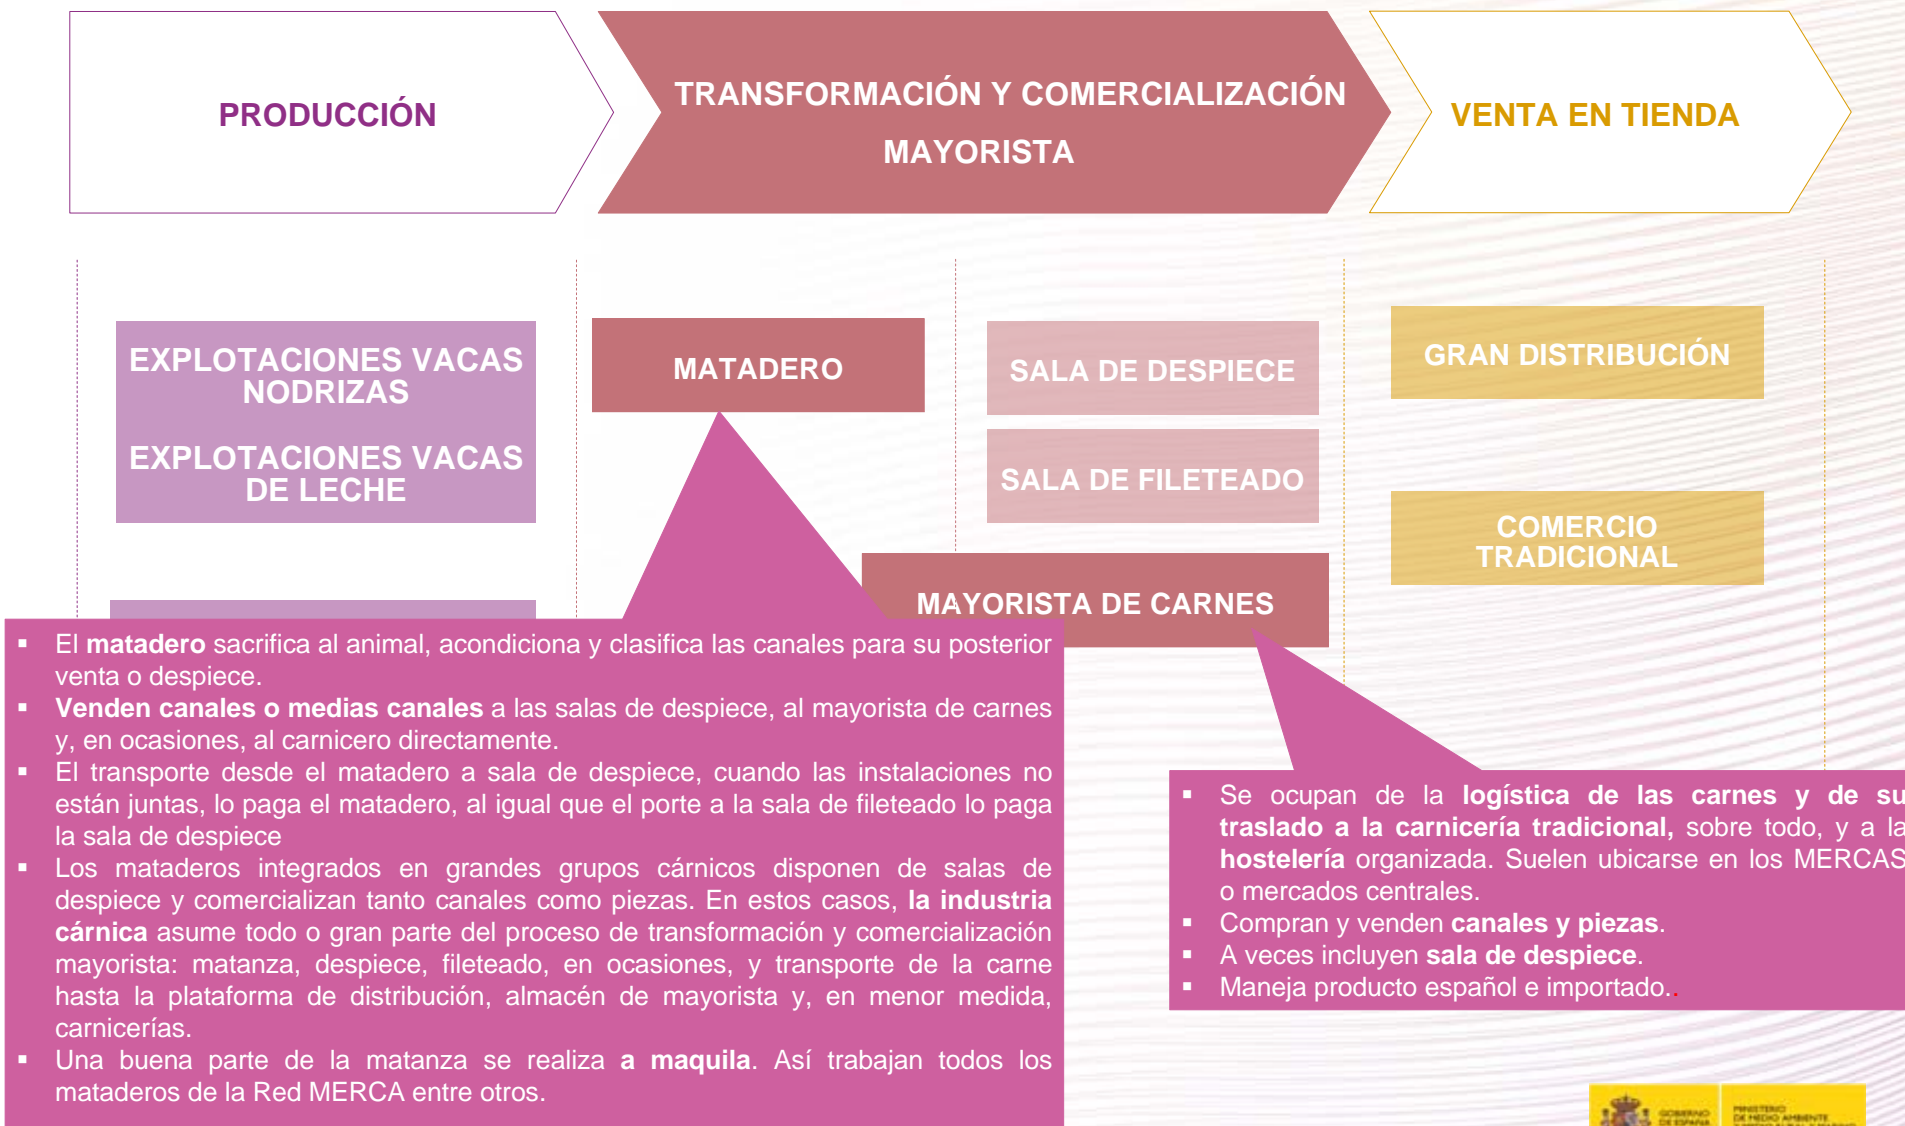 PRODUCCIÓN
TRANSFORMACIÓN Y COMERCIALIZACIÓN
MAYORISTA
VENTA EN TIENDA
EXPLOTACIONES VACAS
NODRIZAS
EXPLOTACIONES VACAS
DE LECHE
MATADERO
SALA DE DESPIECE
SALA DE FILETEADO
MAYORISTA DE CARNES
GRAN DISTRIBUCIÓN
COMERCIO
TRADICIONAL
▪ El matadero sacrifica al animal, acondiciona y clasifica las canales para su posterior
venta o despiece.
▪ Venden canales o medias canales a las salas de despiece, al mayorista de carnes
y, en ocasiones, al carnicero directamente.
▪ El transporte desde el matadero a sala de despiece, cuando las instalaciones no
están juntas, lo paga el matadero, al igual que el porte a la sala de fileteado lo paga
la sala de despiece
▪ Los mataderos integrados en grandes grupos cárnicos disponen de salas de
despiece y comercializan tanto canales como piezas. En estos casos, la industria
cárnica asume todo o gran parte del proceso de transformación y comercialización
mayorista: matanza, despiece, fileteado, en ocasiones, y transporte de la carne
hasta la plataforma de distribución, almacén de mayorista y, en menor medida,
carnicerías.
▪ Una buena parte de la matanza se realiza a maquila. Así trabajan todos los
mataderos de la Red MERCA entre otros.
▪ Se ocupan de la logística de las carnes y de su
traslado a la carnicería tradicional, sobre todo, y a la
hostelería organizada. Suelen ubicarse en los MERCAS
o mercados centrales.
▪ Compran y venden canales y piezas.
▪ A veces incluyen sala de despiece.
▪ Maneja producto español e importado..
GOBIERNO
DE ESPAÑA
MINISTERIO
DE MEDIO AMBIENTE
Y MEDIO RURAL Y MARINO